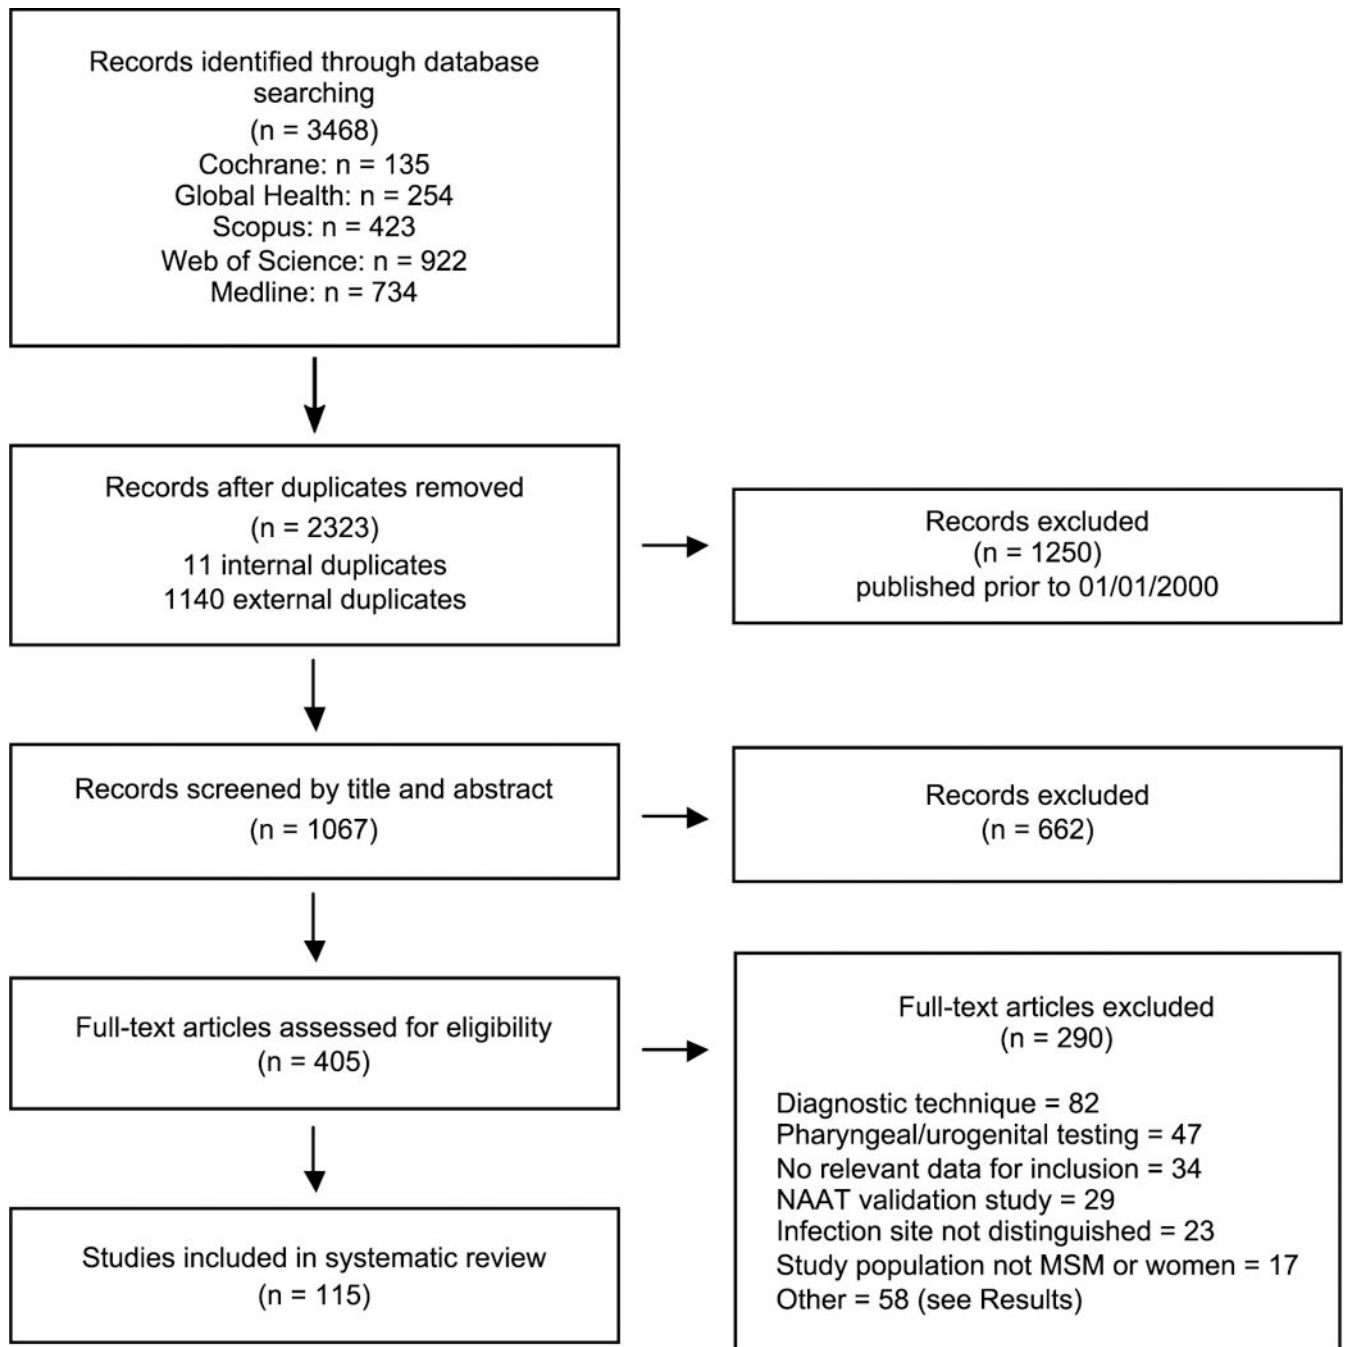 Records identified through database
searching
(n = 3468)
Cochrane: n = 135
Global Health: n = 254
Scopus: n = 423
Web of Science: n = 922
Medline: n = 734
Records after duplicates removed
(n = 2323)
11 internal duplicates
1140 external duplicates
Records excluded
(n = 1250)
published prior to 01/01/2000
Records screened by title and abstract
(n = 1067)
Records excluded
(n = 662)
Full-text articles assessed for eligibility
(n = 405)
Full-text articles excluded
(n = 290)
Diagnostic technique = 82
Pharyngeal/urogenital testing = 47
No relevant data for inclusion = 34
NAAT validation study = 29
Infection site not distinguished = 23
Study population not MSM or women = 17
Other = 58 (see Results)
Studies included in systematic review
(n = 115)